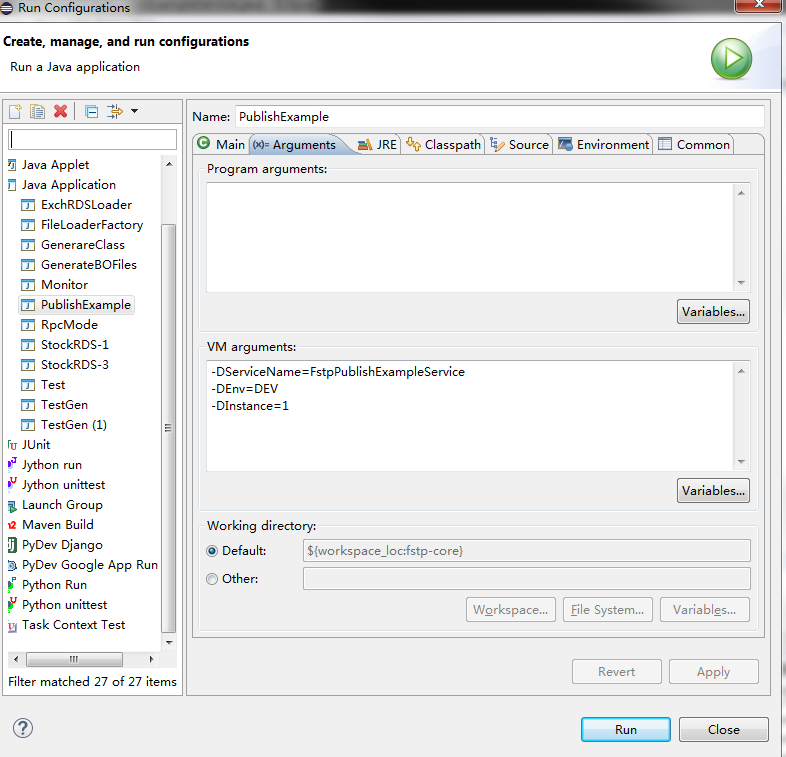 Run Configurations
Create, manage, and run configurations
Run a Java application
Name: PublishExample
Main
(x)= Arguments
JRE
Classpath
Source
Environment
Common
Java Applet
Java Application
ExchRDSLoader
FileLoaderFactory
GenerareClass
GenerateBOFiles
Monitor
PublishExample
RpcMode
StockRDS-1
StockRDS-3
Test
TestGen
TestGen (1)
JUnit
Jython run
Jython unittest
Launch Group
Maven Build
PyDev Django
PyDev Google App Run
Python Run
Python unittest
Task Context Test
Filter matched 27 of 27 items
Program arguments:
Variables...
VM arguments:
-DServiceName=FstpPublishExampleService
-DEnv=DEV
-DInstance=1
Variables...
Working directory:
Default: ${workspace_loc:fstp-core}
Other:
Workspace... File System... Variables...
Revert Apply
Run Close